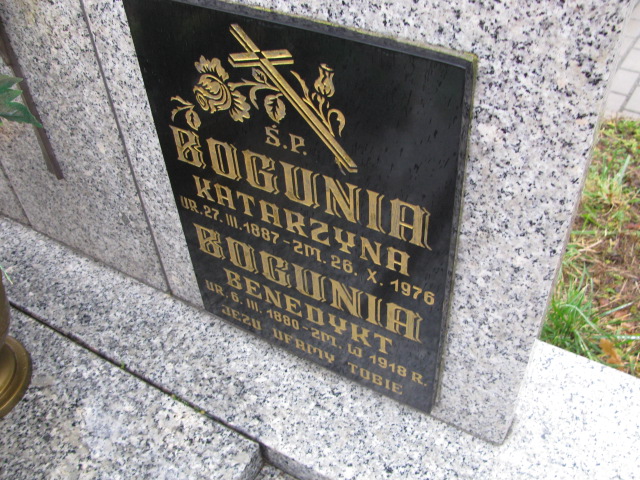 Ś.P.
BOGUNIA
KATARZYNA
UR. 27. III. 1887 - ZM. 26. X. 1976
BOGUNIA
BENEDYKT
UR. 6. III. 1880 - ZM. W 1918 R.
JEZU UFAMY TOBIE